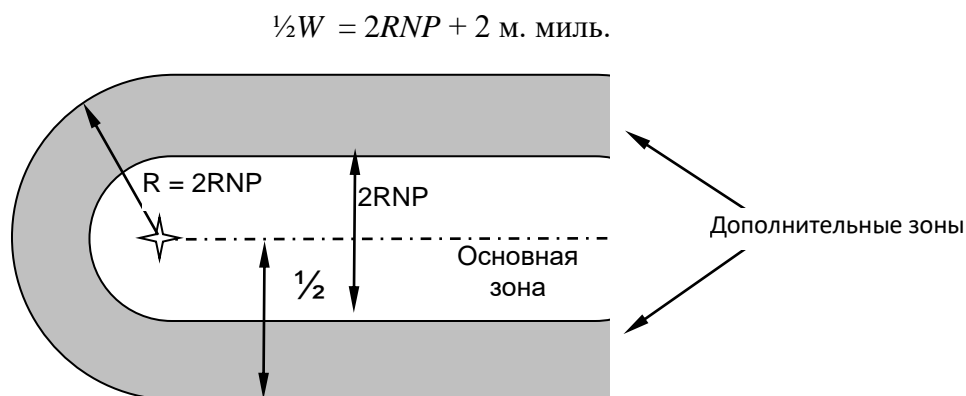 ½W = 2RNP + 2 м. миль.
R = 2RNP
2RNP
Дополнительные зоны
Основная
зона
½